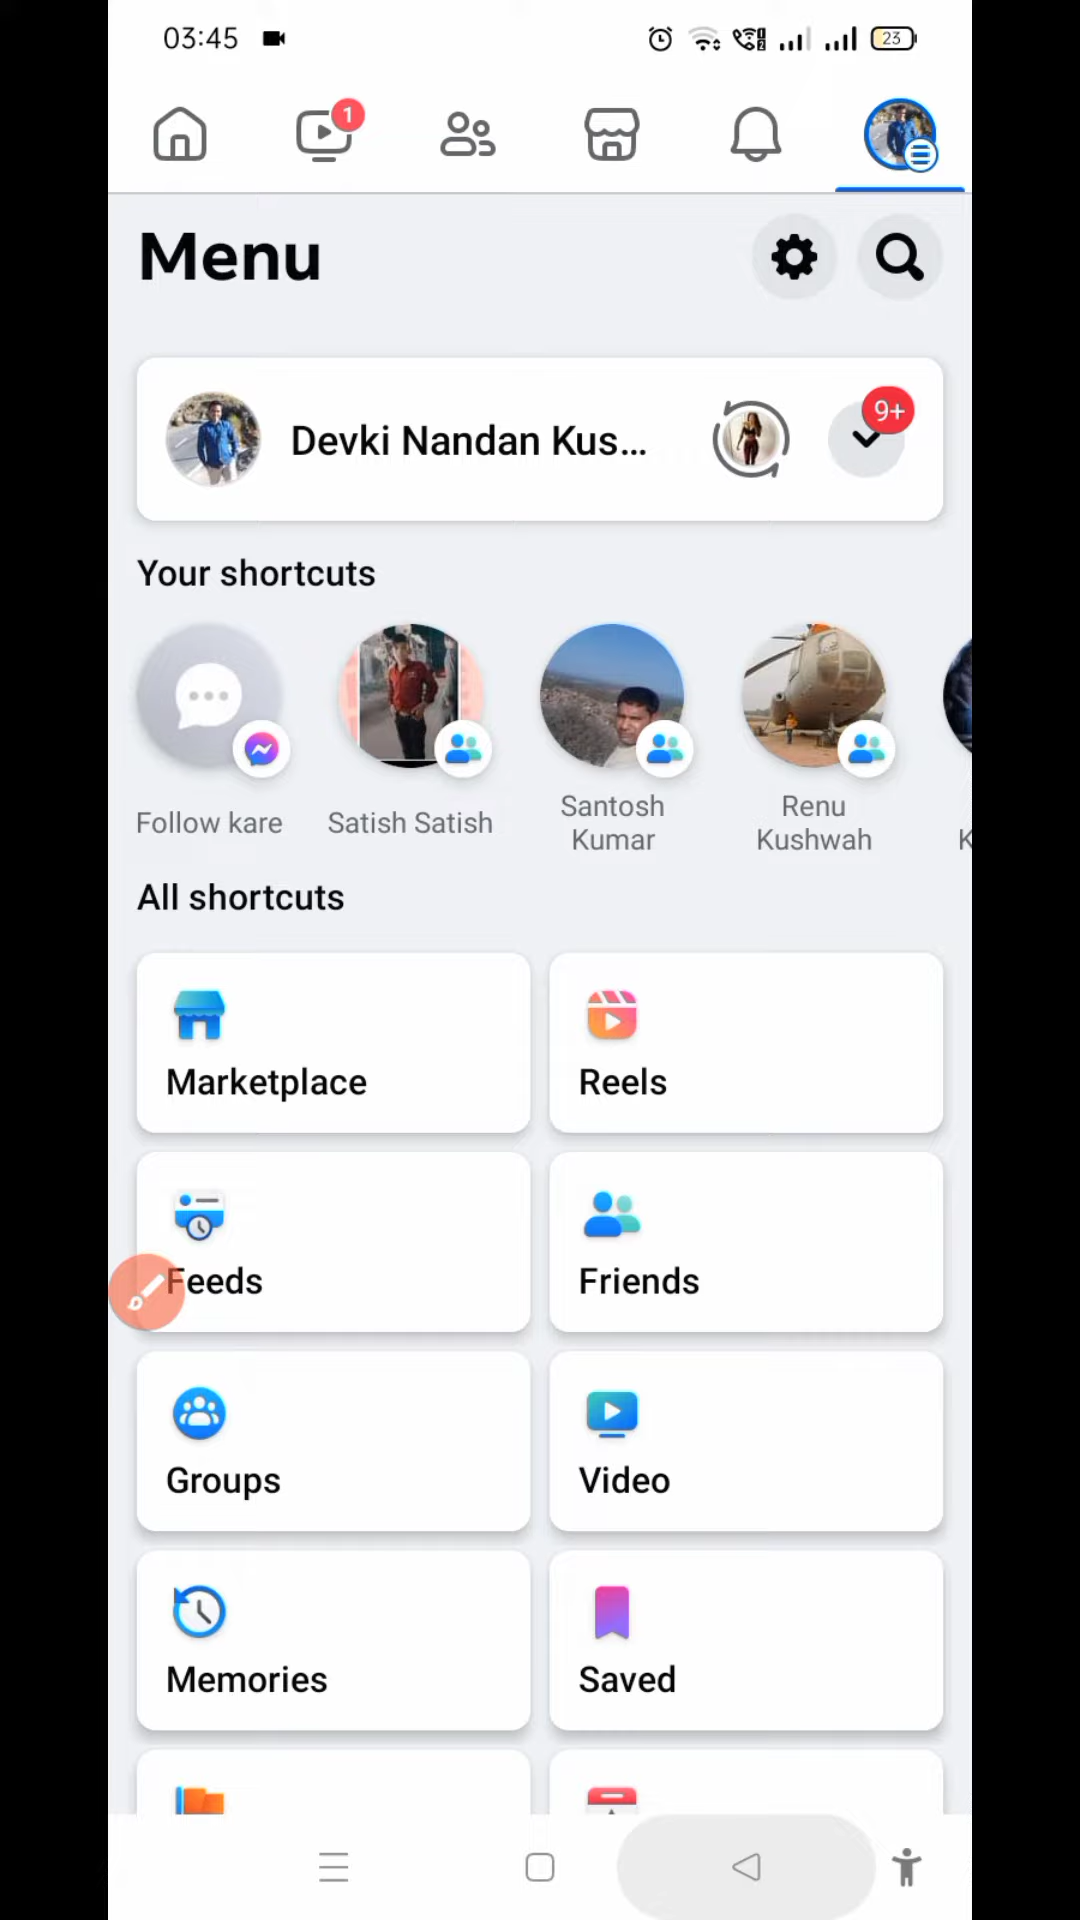 03:45
23
1
Menu
Devki Nandan Kus...
9+
Your shortcuts
Follow kare
Satish Satish
Santosh
Kumar
Renu
Kushwah
K
All shortcuts
Marketplace
Reels
Feeds
Friends
Groups
Video
Memories
Saved